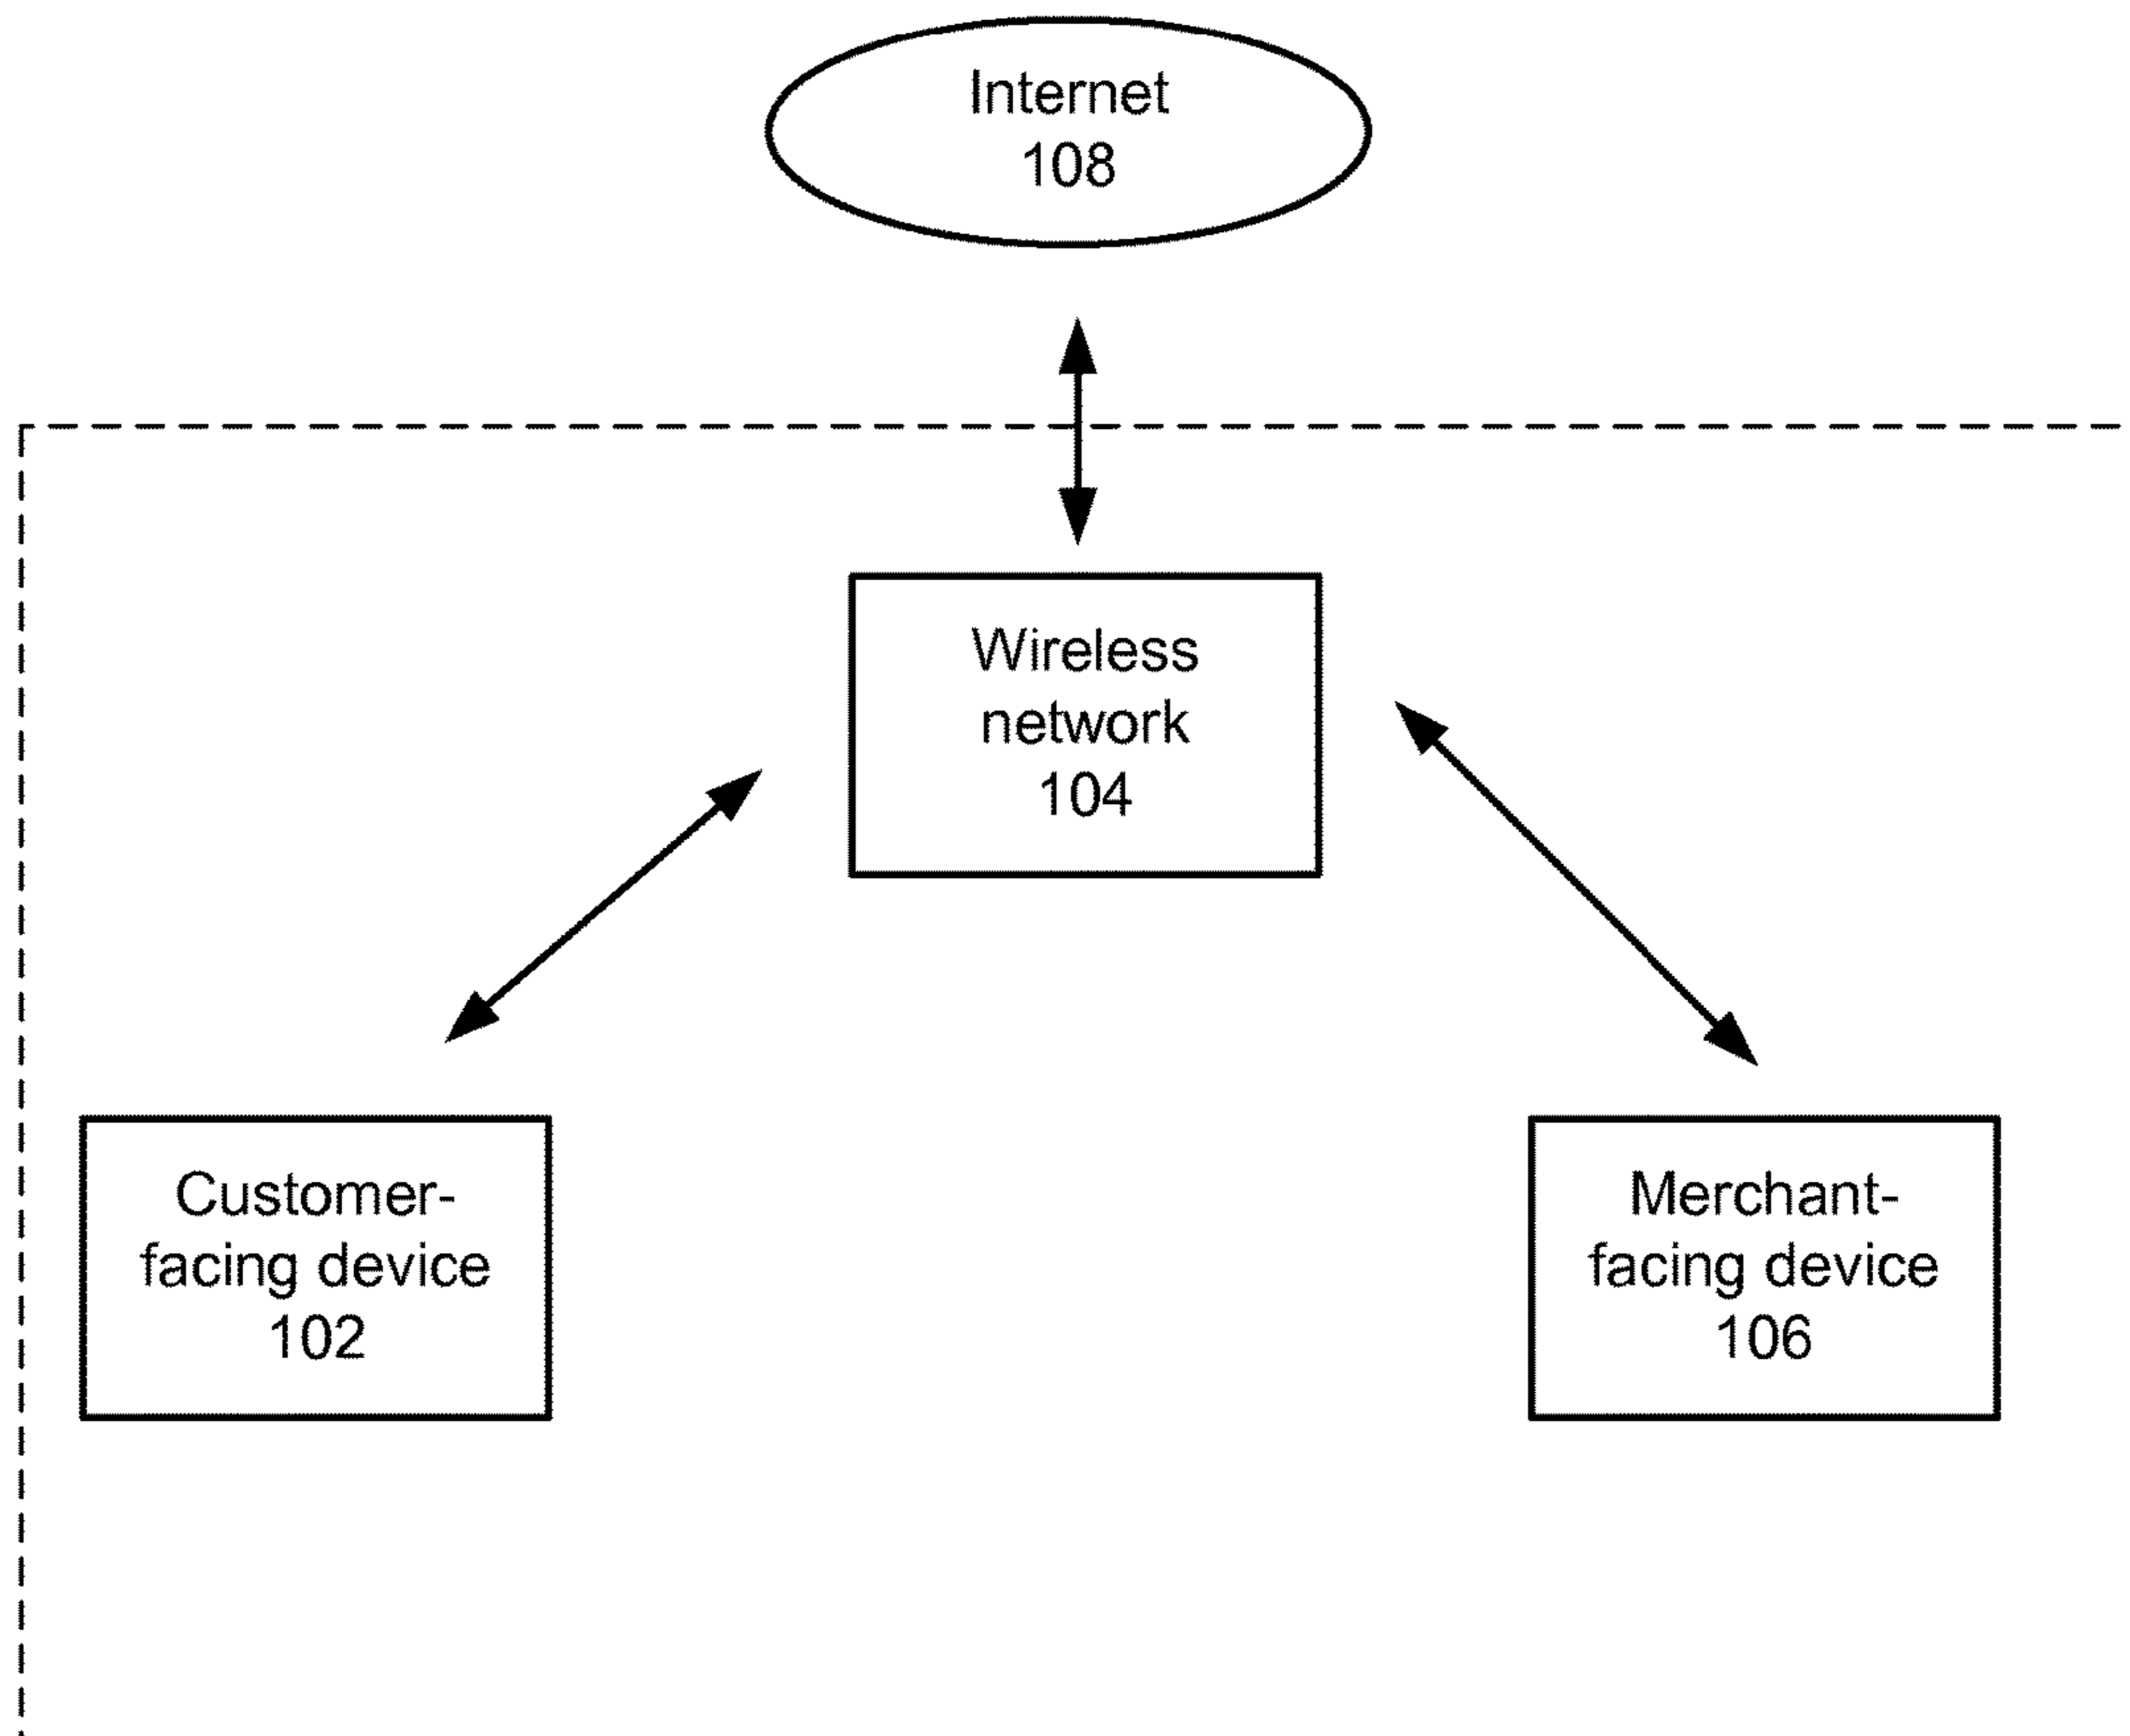 Internet
108
Wireless
network
104
Customer-
facing device
102
Merchant-
facing device
106